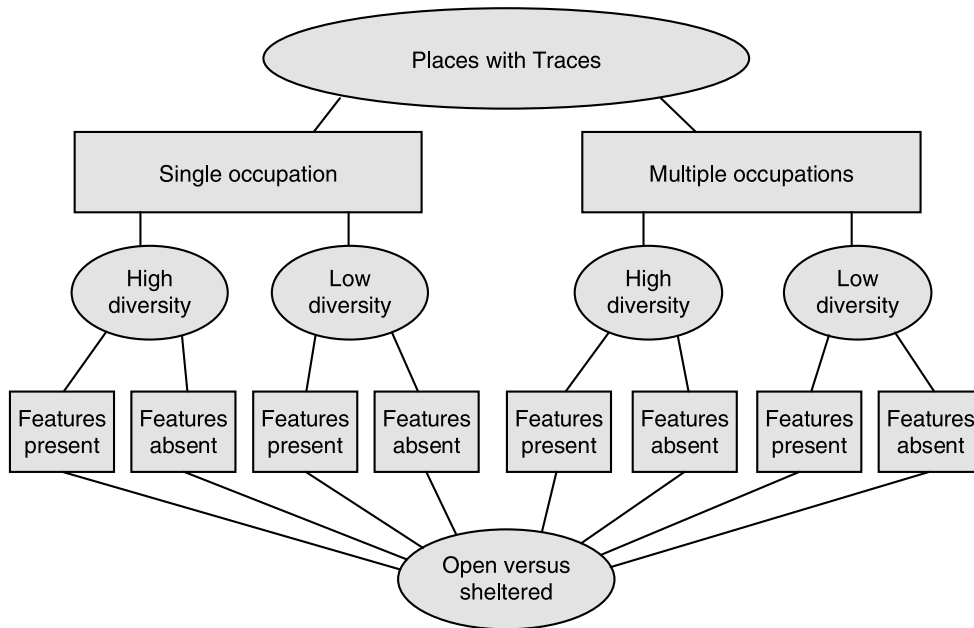 Places with Traces
Single occupation
Multiple occupations
High
diversity
Low
diversity
High
diversity
Low
diversity
Features
present
Features
absent
Features
present
Features
absent
Features
present
Features
absent
Features
present
Features
absent
Open versus
sheltered